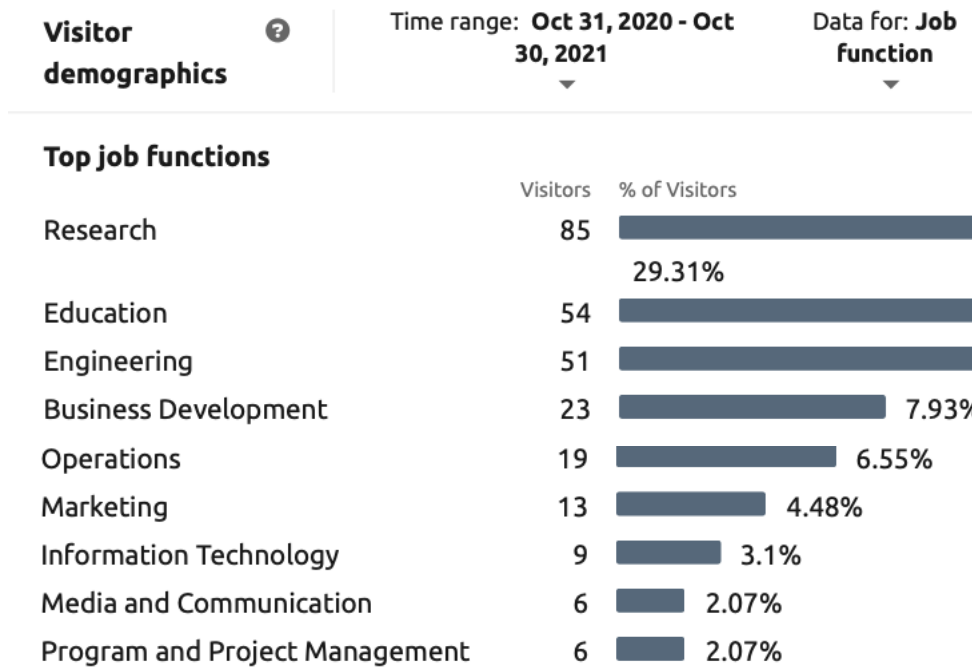 Visitor demographics
?
Time range: Oct 31, 2020 - Oct 30, 2021
Data for: Job function
Top job functions
Visitors % of Visitors
Research 85
29.31%
Education 54
Engineering 51
Business Development 23 7.93%
Operations 19 6.55%
Marketing 13 4.48%
Information Technology 9 3.1%
Media and Communication 6 2.07%
Program and Project Management 6 2.07%